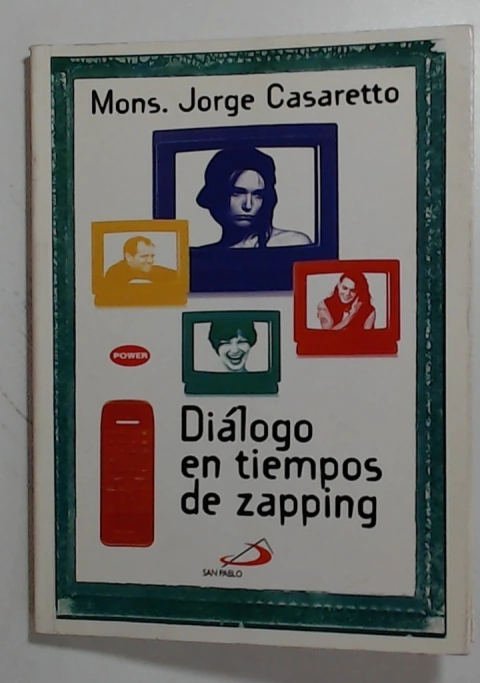 Mons. Jorge Casaretto
POWER
Diálogo
en tiempos
de zapping
SAN PABLO